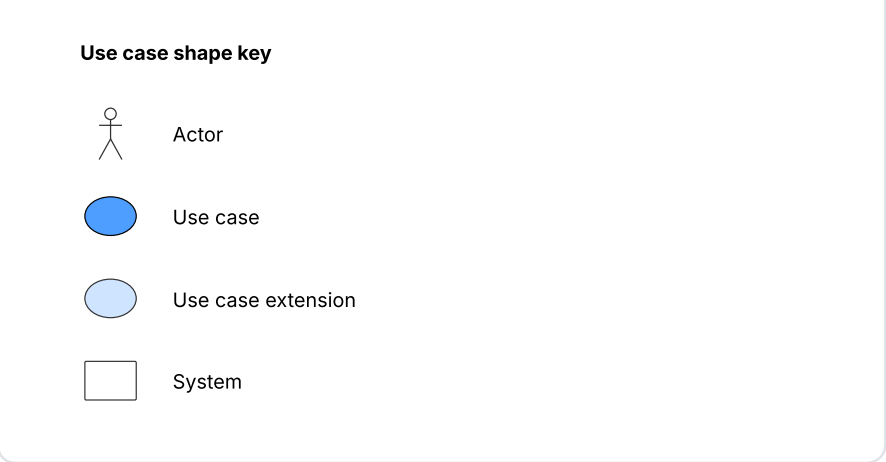 Use case shape key
Actor
Use case
Use case extension
System